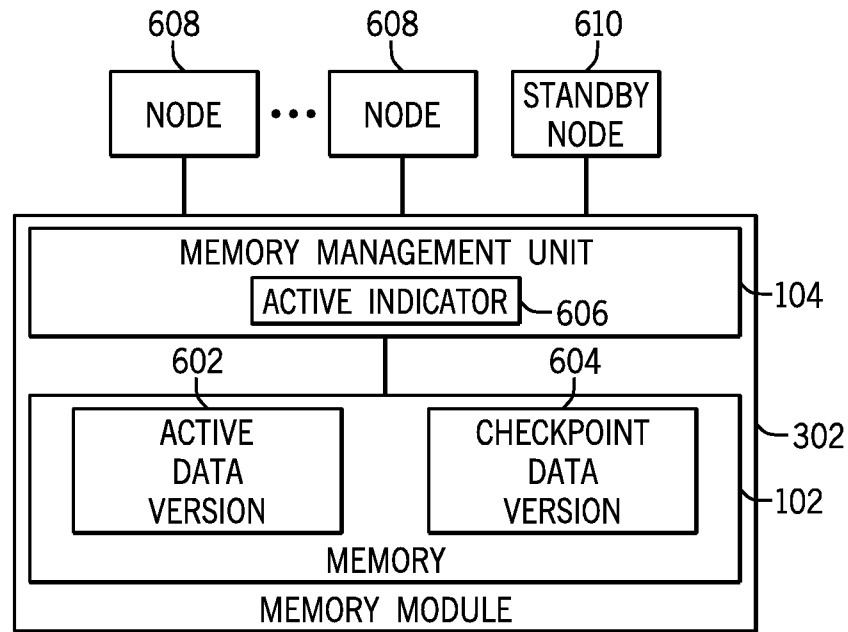 608 608 610
NODE ••• NODE STANDBY NODE
MEMORY MANAGEMENT UNIT
ACTIVE INDICATOR
104
606
602 604
ACTIVE DATA VERSION
CHECKPOINT DATA VERSION
302
102
MEMORY
MEMORY MODULE